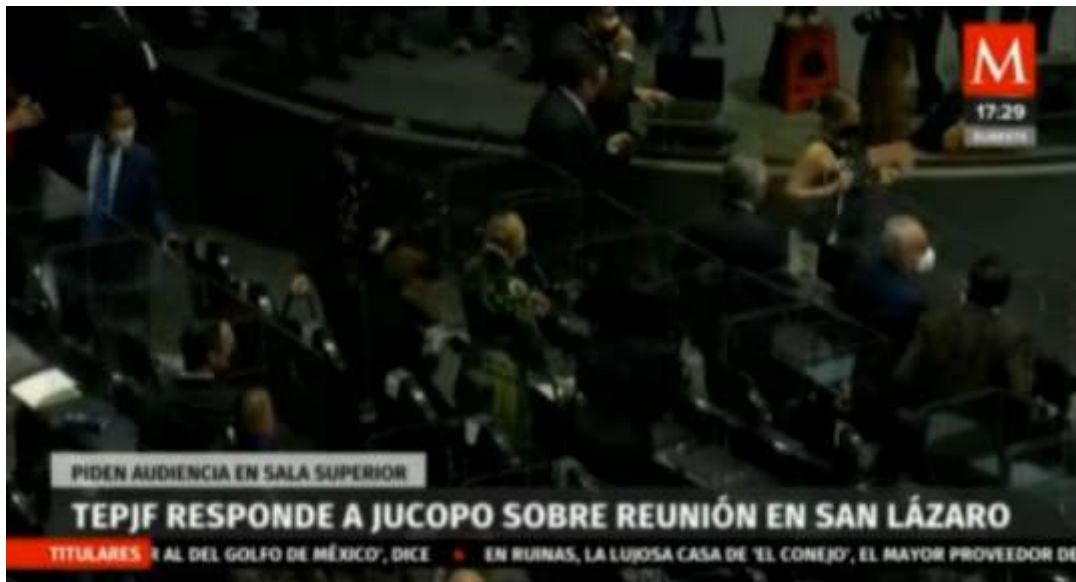 M
17:29
PIDEN AUDIENCIA EN SALA SUPERIOR
TEPJF RESPONDE A JUCOPO SOBRE REUNIÓN EN SAN LÁZARO
TITULARES R AL DEL GOLFO DE MÉXICO', DICE • EN RUINAS, LA LUJOSA CASA DE 'EL CONEJO', EL MAYOR PROVEEDOR DE